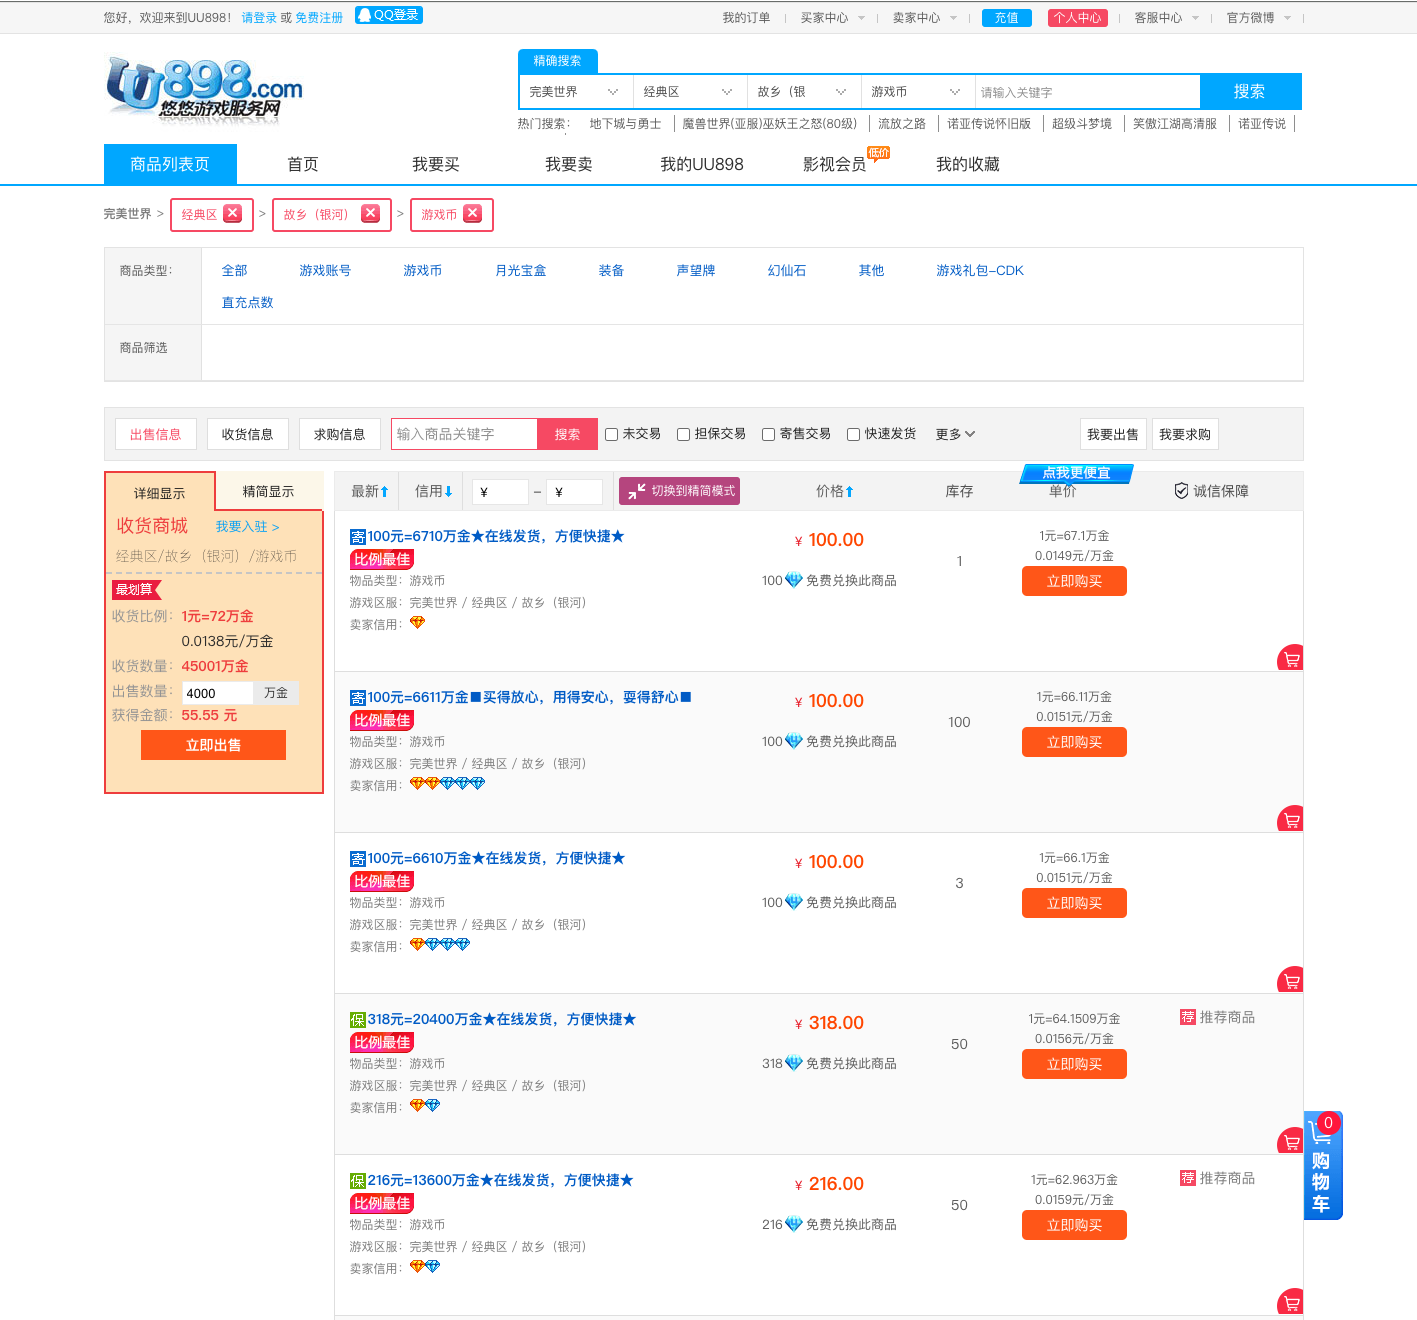 您好，欢迎来到UU898！ 请登录 或 免费注册 QQ登录 我的订单 买家中心 卖家中心 充值 个人中心 客服中心 官方微博
UU898.com
悠悠游戏服务网
精确搜索
完美世界 经典区 故乡（银 游戏币 请输入关键字 搜索
热门搜索： 地下城与勇士 魔兽世界(亚服)巫妖王之怒(80级) 流放之路 诺亚传说怀旧版 超级斗梦境 笑傲江湖高清服 诺亚传说
商品列表页 首页 我要买 我要卖 我的UU898 影视会员 低价 我的收藏
完美世界 > 经典区 > 故乡（银河） > 游戏币
商品类型： 全部 游戏账号 游戏币 月光宝盒 装备 声望牌 幻仙石 其他 游戏礼包-CDK
直充点数
商品筛选
出售信息 收货信息 求购信息 输入商品关键字 搜索 未交易 担保交易 寄售交易 快速发货 更多 我要出售 我要求购
详细显示 精简显示
收货商城 我要入驻 >
经典区/故乡（银河）/游戏币
最划算
收货比例： 1元=72万金
0.0138元/万金
收货数量： 45001万金
出售数量： 4000 万金
获得金额： 55.55 元
立即出售
点我更便宜
最新 信用 ¥ – ¥ 切换到精简模式 价格 库存 单价 诚信保障
寄100元=6710万金★在线发货，方便快捷★
比例最佳
物品类型：游戏币
游戏区服：完美世界 / 经典区 / 故乡（银河）
卖家信用：
¥ 100.00
100 免费兑换此商品
1
1元=67.1万金
0.0149元/万金
立即购买
寄100元=6611万金■买得放心，用得安心，耍得舒心■
比例最佳
物品类型：游戏币
游戏区服：完美世界 / 经典区 / 故乡（银河）
卖家信用：
¥ 100.00
100 免费兑换此商品
100
1元=66.11万金
0.0151元/万金
立即购买
寄100元=6610万金★在线发货，方便快捷★
比例最佳
物品类型：游戏币
游戏区服：完美世界 / 经典区 / 故乡（银河）
卖家信用：
¥ 100.00
100 免费兑换此商品
3
1元=66.1万金
0.0151元/万金
立即购买
保318元=20400万金★在线发货，方便快捷★
比例最佳
物品类型：游戏币
游戏区服：完美世界 / 经典区 / 故乡（银河）
卖家信用：
¥ 318.00
318 免费兑换此商品
50
1元=64.1509万金
0.0156元/万金
立即购买
荐 推荐商品
保216元=13600万金★在线发货，方便快捷★
比例最佳
物品类型：游戏币
游戏区服：完美世界 / 经典区 / 故乡（银河）
卖家信用：
¥ 216.00
216 免费兑换此商品
50
1元=62.963万金
0.0159元/万金
立即购买
荐 推荐商品
0
购物车